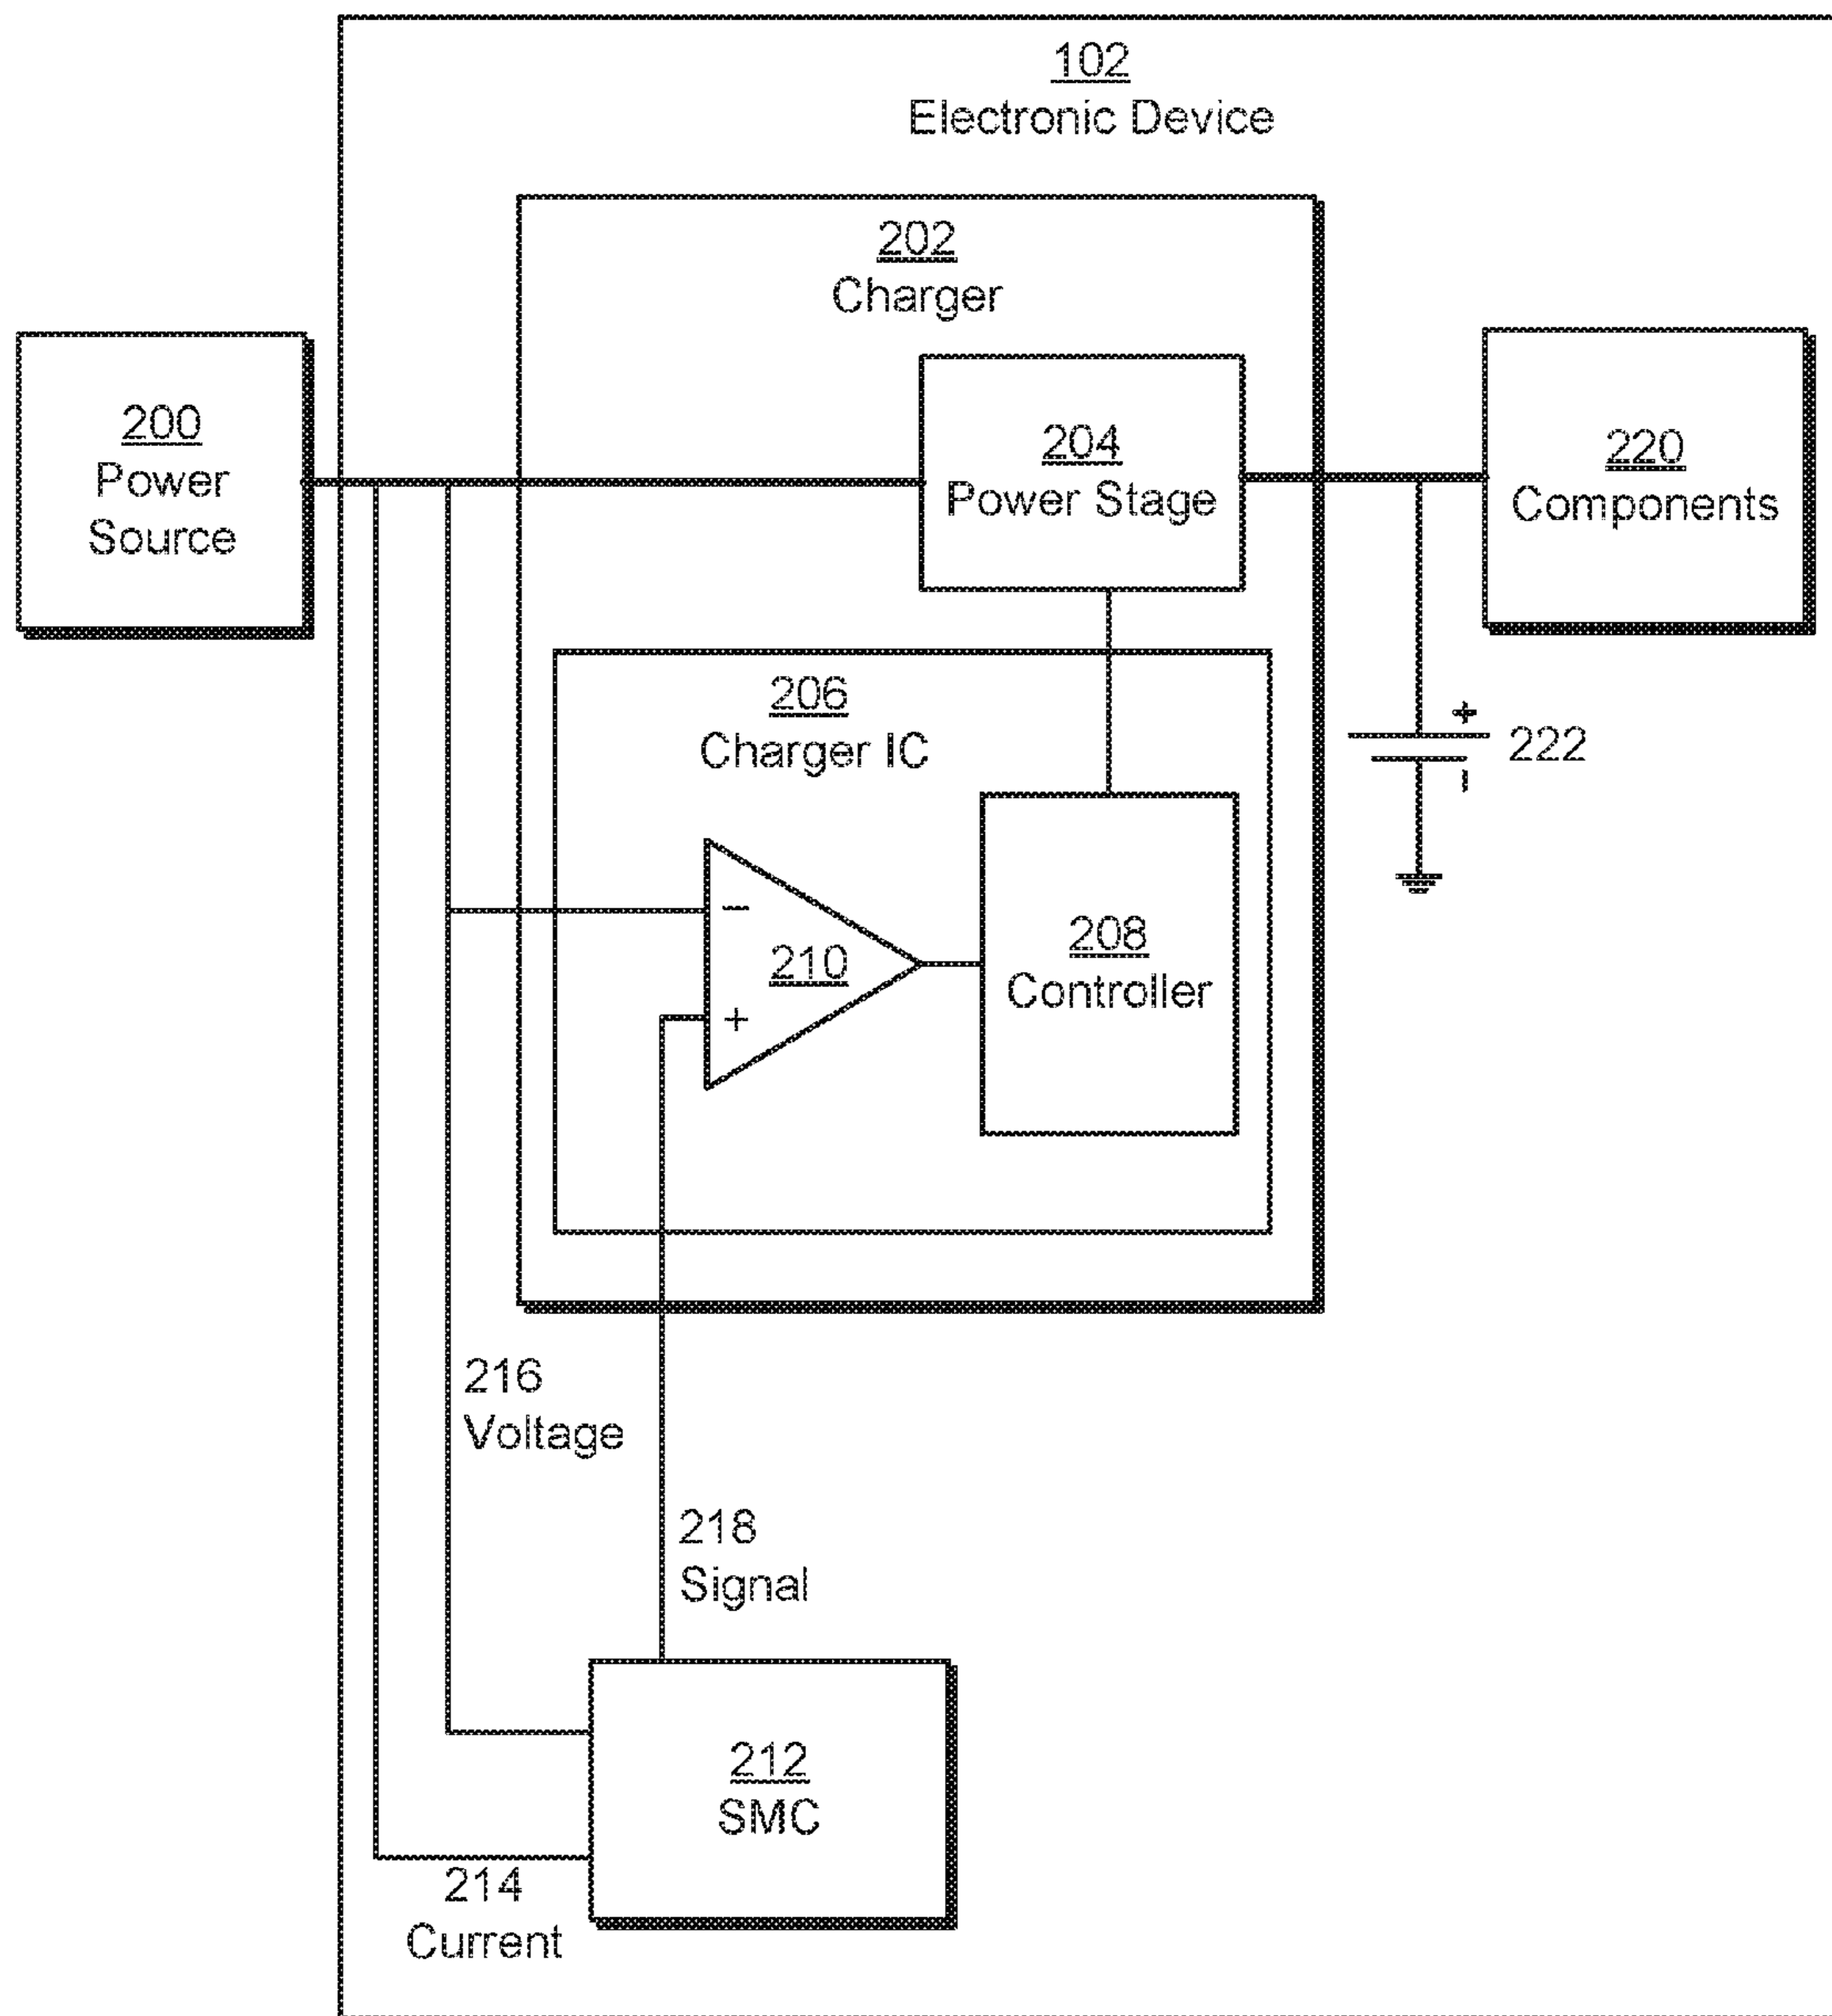 102
Electronic Device
202
Charger
200
Power
Source
204
Power Stage
220
Components
206
Charger IC
+
222
-
-
210
+
208
Controller
216
Voltage
218
Signal
212
SMC
214
Current